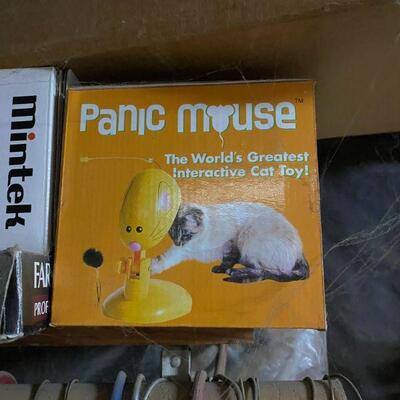 Panic mouse™
The World's Greatest
Interactive Cat Toy!
mintek
FAR
PROF